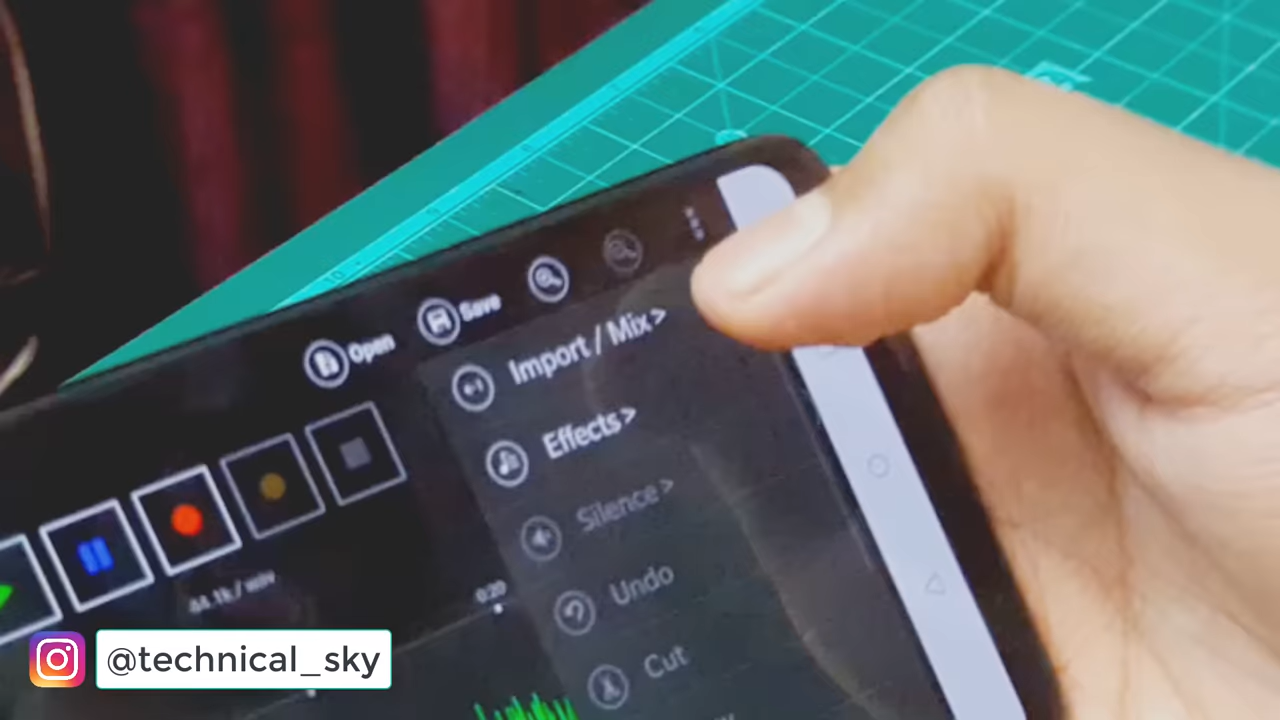 Open
Save
Import / Mix >
Effects >
Silence >
Undo
Cut
44.1k / wav
0:20
@technical_sky